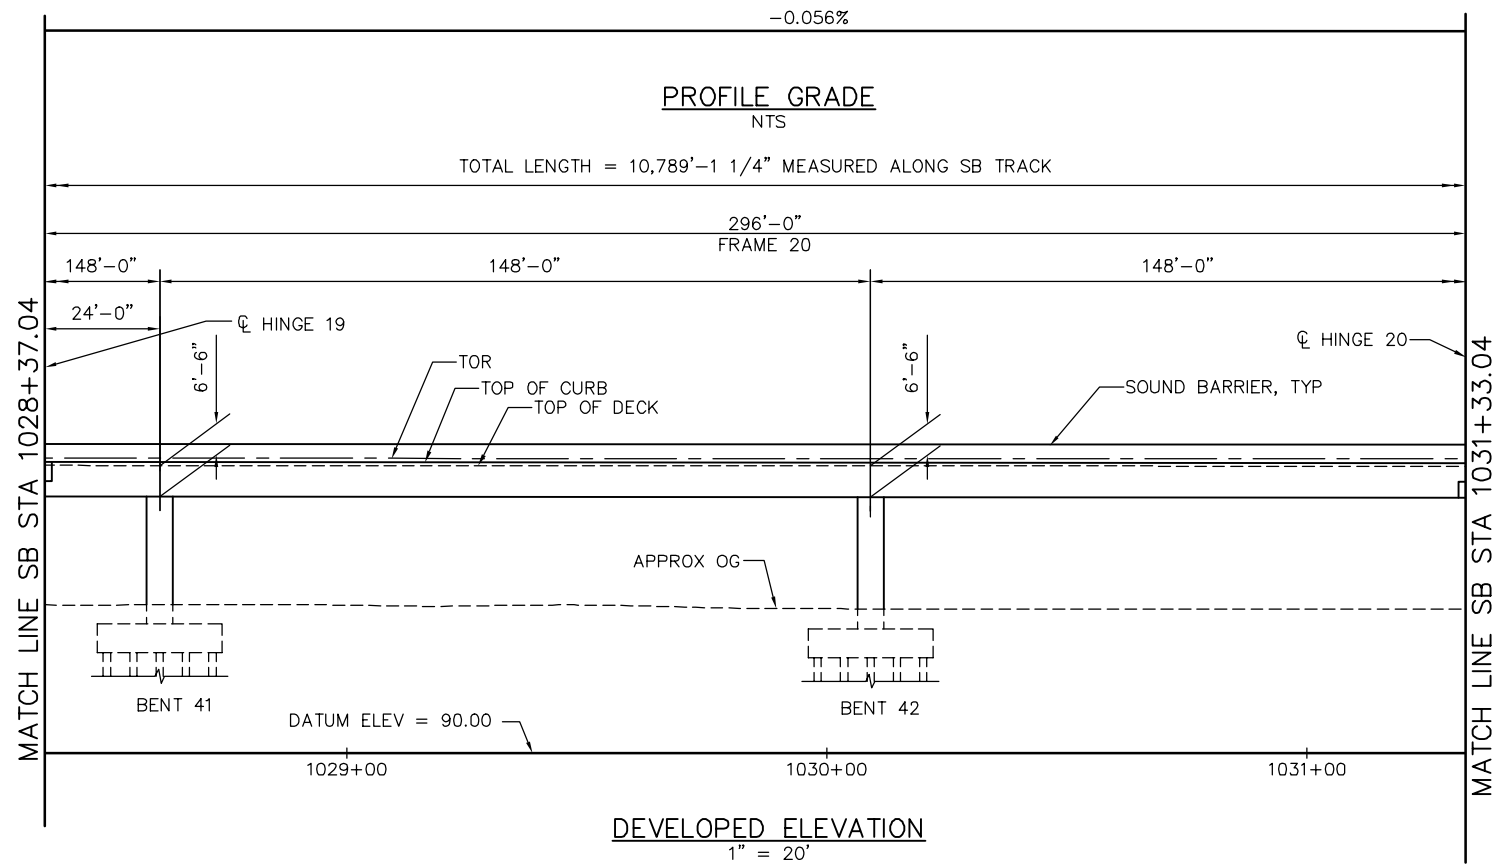 -0.056%
PROFILE GRADE
NTS
TOTAL LENGTH = 10,789'-1 1/4" MEASURED ALONG SB TRACK
296'-0"
FRAME 20
148'-0"
148'-0"
148'-0"
24'-0"
℄ HINGE 19
℄ HINGE 20
6'-6"
6'-6"
TOR
TOP OF CURB
TOP OF DECK
SOUND BARRIER, TYP
MATCH LINE SB STA 1028+37.04
MATCH LINE SB STA 1031+33.04
APPROX OG
BENT 41
BENT 42
DATUM ELEV = 90.00
1029+00
1030+00
1031+00
DEVELOPED ELEVATION
1" = 20'